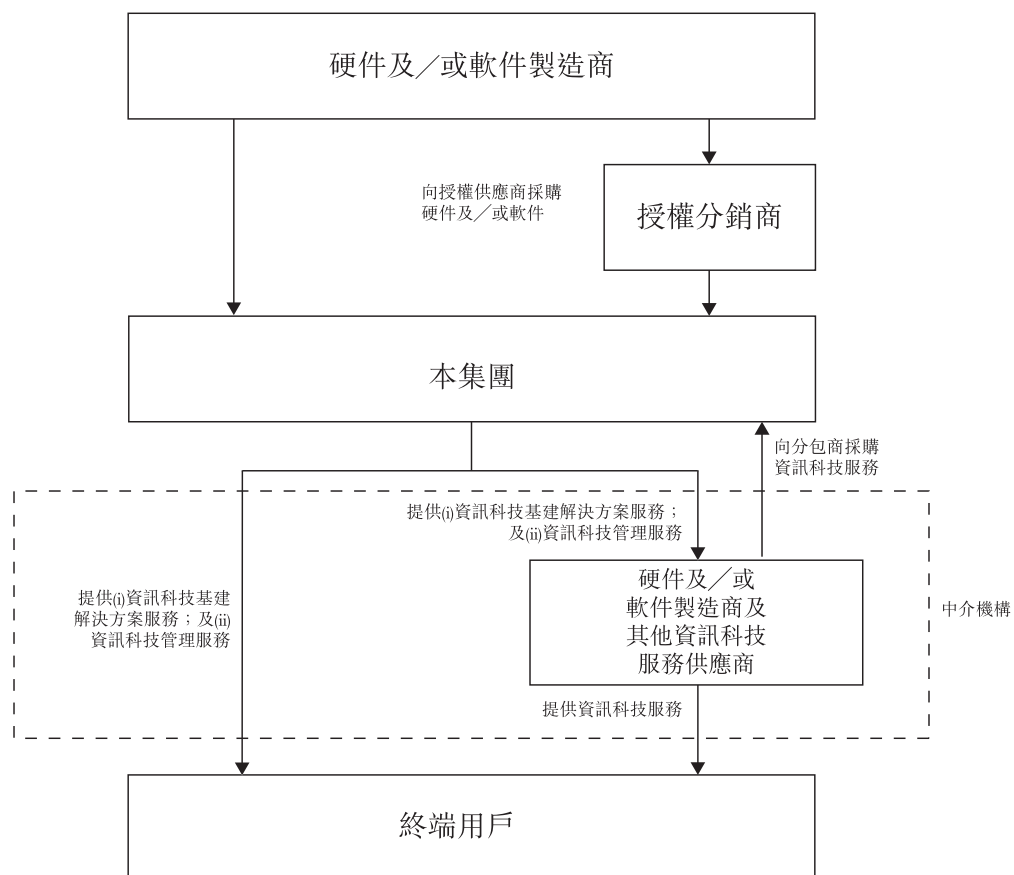 硬件及／或軟件製造商
向授權供應商採購
硬件及／或軟件
授權分銷商
本集團
向分包商採購
資訊科技服務
提供(i)資訊科技基建解決方案服務；
及(ii)資訊科技管理服務
提供(i)資訊科技基建
解決方案服務；及(ii)
資訊科技管理服務
硬件及／或
軟件製造商及
其他資訊科技
服務供應商
中介機構
提供資訊科技服務
終端用戶